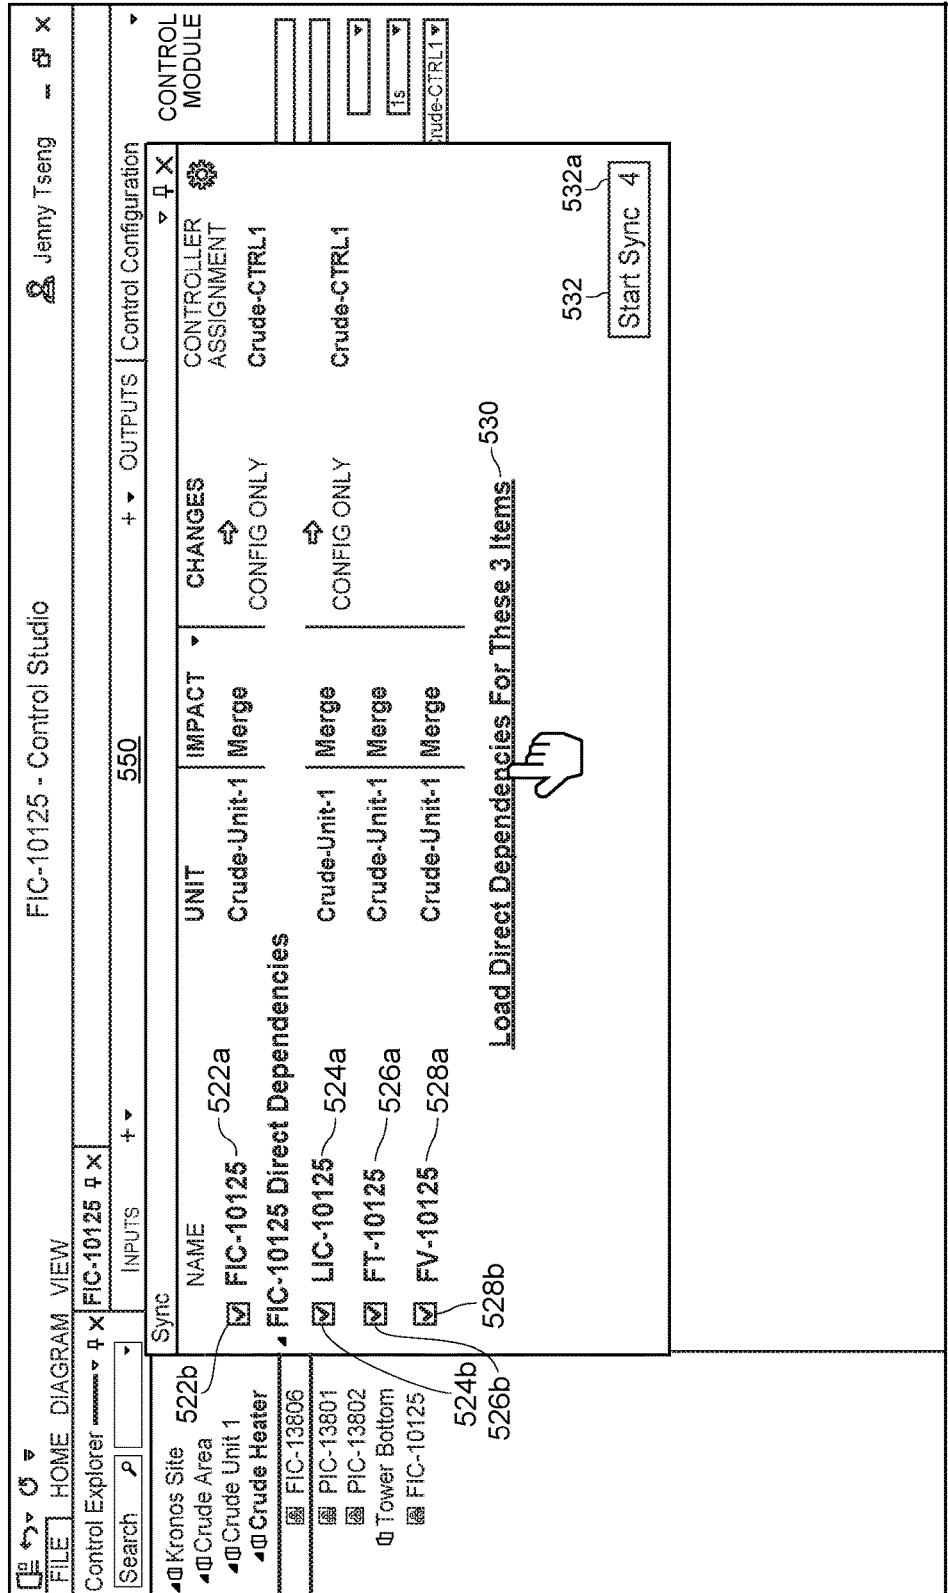 FIC-10125 - Control Studio
Jenny Tseng
FILE HOME DIAGRAM VIEW
Control Explorer
FIC-10125
Search
INPUTS
550
OUTPUTS
Control Configuration
CONTROL
MODULE
1s
Crude-CTRL1
Kronos Site
Crude Area
Crude Unit 1
Crude Heater
FIC-13806
PIC-13801
PIC-13802
Tower Bottom
FIC-10125
Sync
NAME UNIT IMPACT CHANGES CONTROLLER
ASSIGNMENT
522b FIC-10125 522a Crude-Unit-1 Merge CONFIG ONLY Crude-CTRL1
FIC-10125 Direct Dependencies
524b LIC-10125 524a Crude-Unit-1 Merge CONFIG ONLY Crude-CTRL1
526b FT-10125 526a Crude-Unit-1 Merge
528b FV-10125 528a Crude-Unit-1 Merge
Load Direct Dependencies For These 3 Items 530
532 532a
Start Sync 4